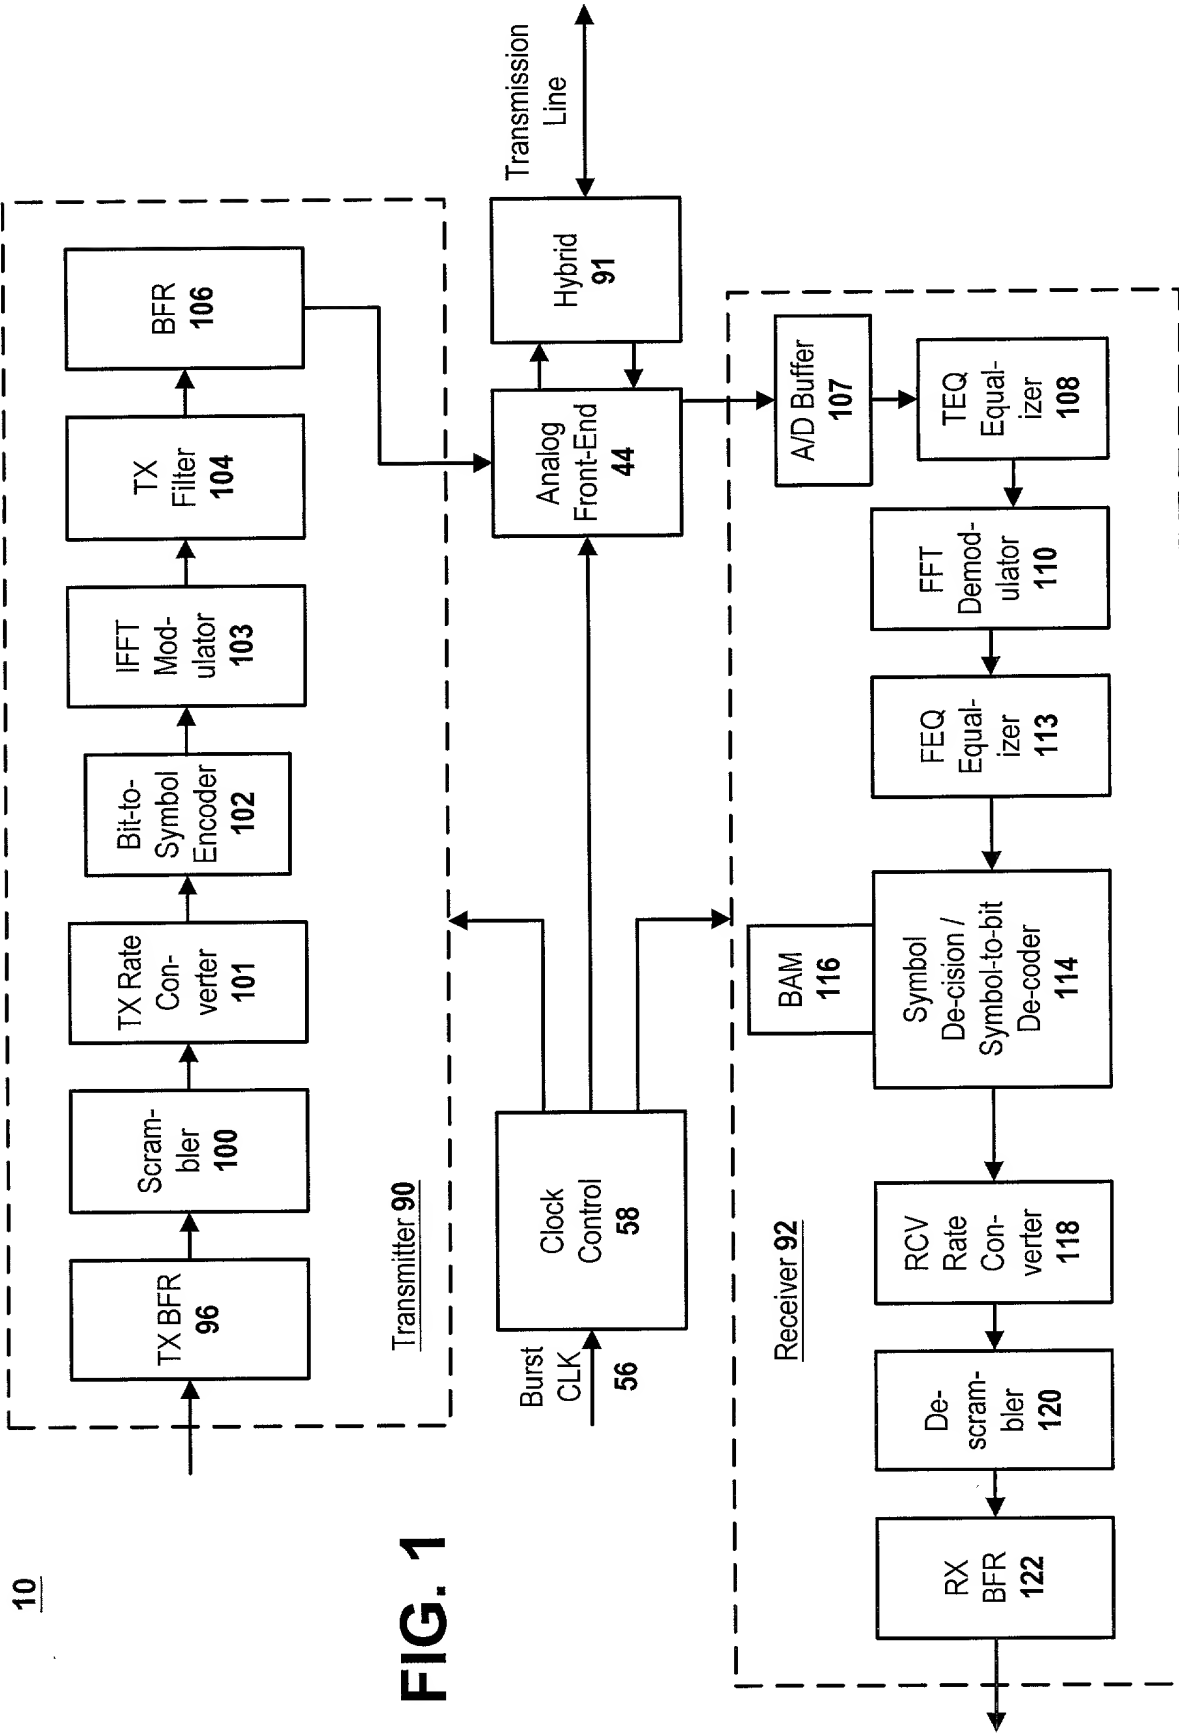 10
TX BFR
96
Scram-
bler
100
TX Rate
Con-
verter
101
Bit-to-
Symbol
Encoder
102
IFFT
Mod-
ulator
103
TX
Filter
104
BFR
106
Transmitter 90
Burst
CLK
56
Clock
Control
58
Analog
Front-End
44
Hybrid
91
Transmission
Line
Receiver 92
A/D Buffer
107
TEQ
Equal-
izer
108
FFT
Demod-
ulator
110
FEQ
Equal-
izer
113
BAM
116
Symbol
De-cision /
Symbol-to-bit
De-coder
114
RCV
Rate
Con-
verter
118
De-
scram-
bler
120
RX
BFR
122
FIG. 1